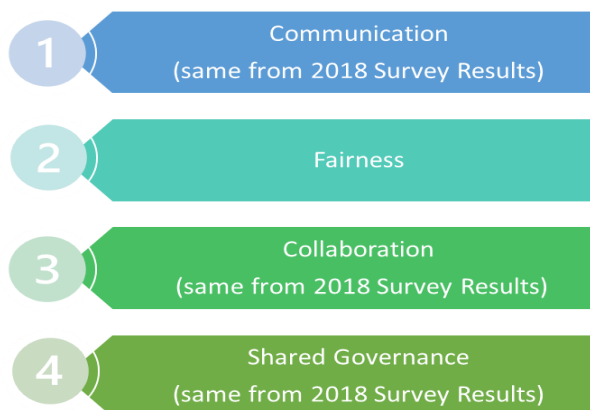 1
Communication
(same from 2018 Survey Results)
2
Fairness
3
Collaboration
(same from 2018 Survey Results)
4
Shared Governance
(same from 2018 Survey Results)